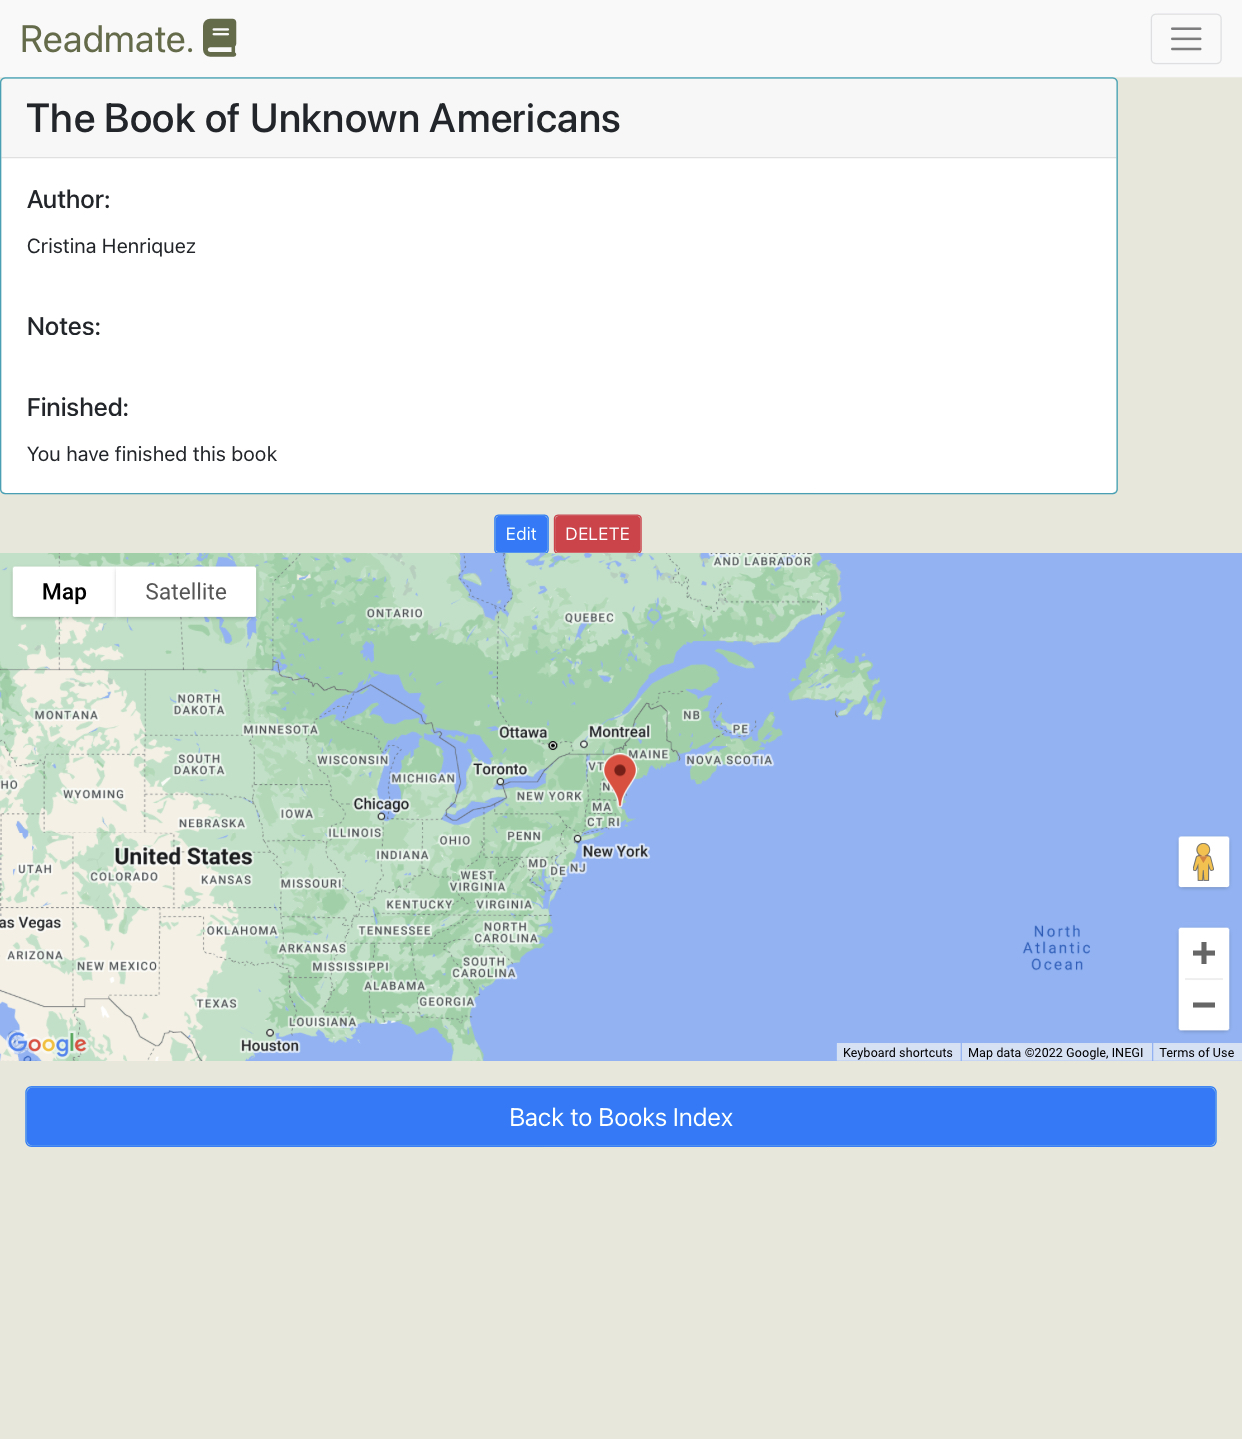 Readmate.
The Book of Unknown Americans
Author:
Cristina Henriquez
Notes:
Finished:
You have finished this book
Edit
DELETE
Map
Satellite
AND LABRADOR
ONTARIO
QUEBEC
NORTH
DAKOTA
MONTANA
MINNESOTA
NB
PE
Ottawa
Montreal
MAINE
NOVA SCOTIA
SOUTH
DAKOTA
WISCONSIN
MICHIGAN
Toronto
VT
HO
WYOMING
NEW YORK
N
Chicago
MA
IOWA
NEBRASKA
CT RI
ILLINOIS
OHIO
PENN
New York
United States
INDIANA
MD
DE
NJ
UTAH
COLORADO
KANSAS
MISSOURI
WEST
VIRGINIA
KENTUCKY
VIRGINIA
as Vegas
OKLAHOMA
TENNESSEE
NORTH
CAROLINA
ARIZONA
NEW MEXICO
ARKANSAS
MISSISSIPPI
SOUTH
CAROLINA
ALABAMA
TEXAS
GEORGIA
LOUISIANA
Houston
North
Atlantic
Ocean
Google
Keyboard shortcuts
Map data ©2022 Google, INEGI
Terms of Use
Back to Books Index